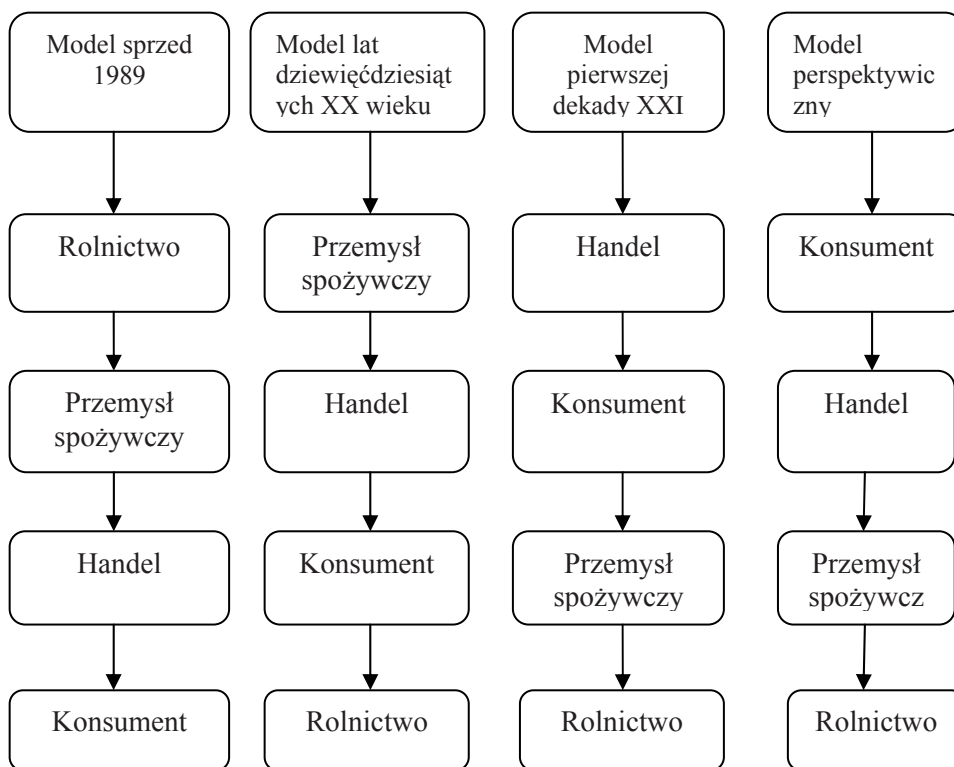 Model sprzed
1989
Model lat
dziewięćdziesiąt
ych XX wieku
Model
pierwszej
dekady XXI
Model
perspektywic
zny
Rolnictwo
Przemysł
spożywczy
Handel
Konsument
Przemysł
spożywczy
Handel
Konsument
Handel
Handel
Konsument
Przemysł
spożywczy
Przemysł
spożywcz
Konsument
Rolnictwo
Rolnictwo
Rolnictwo